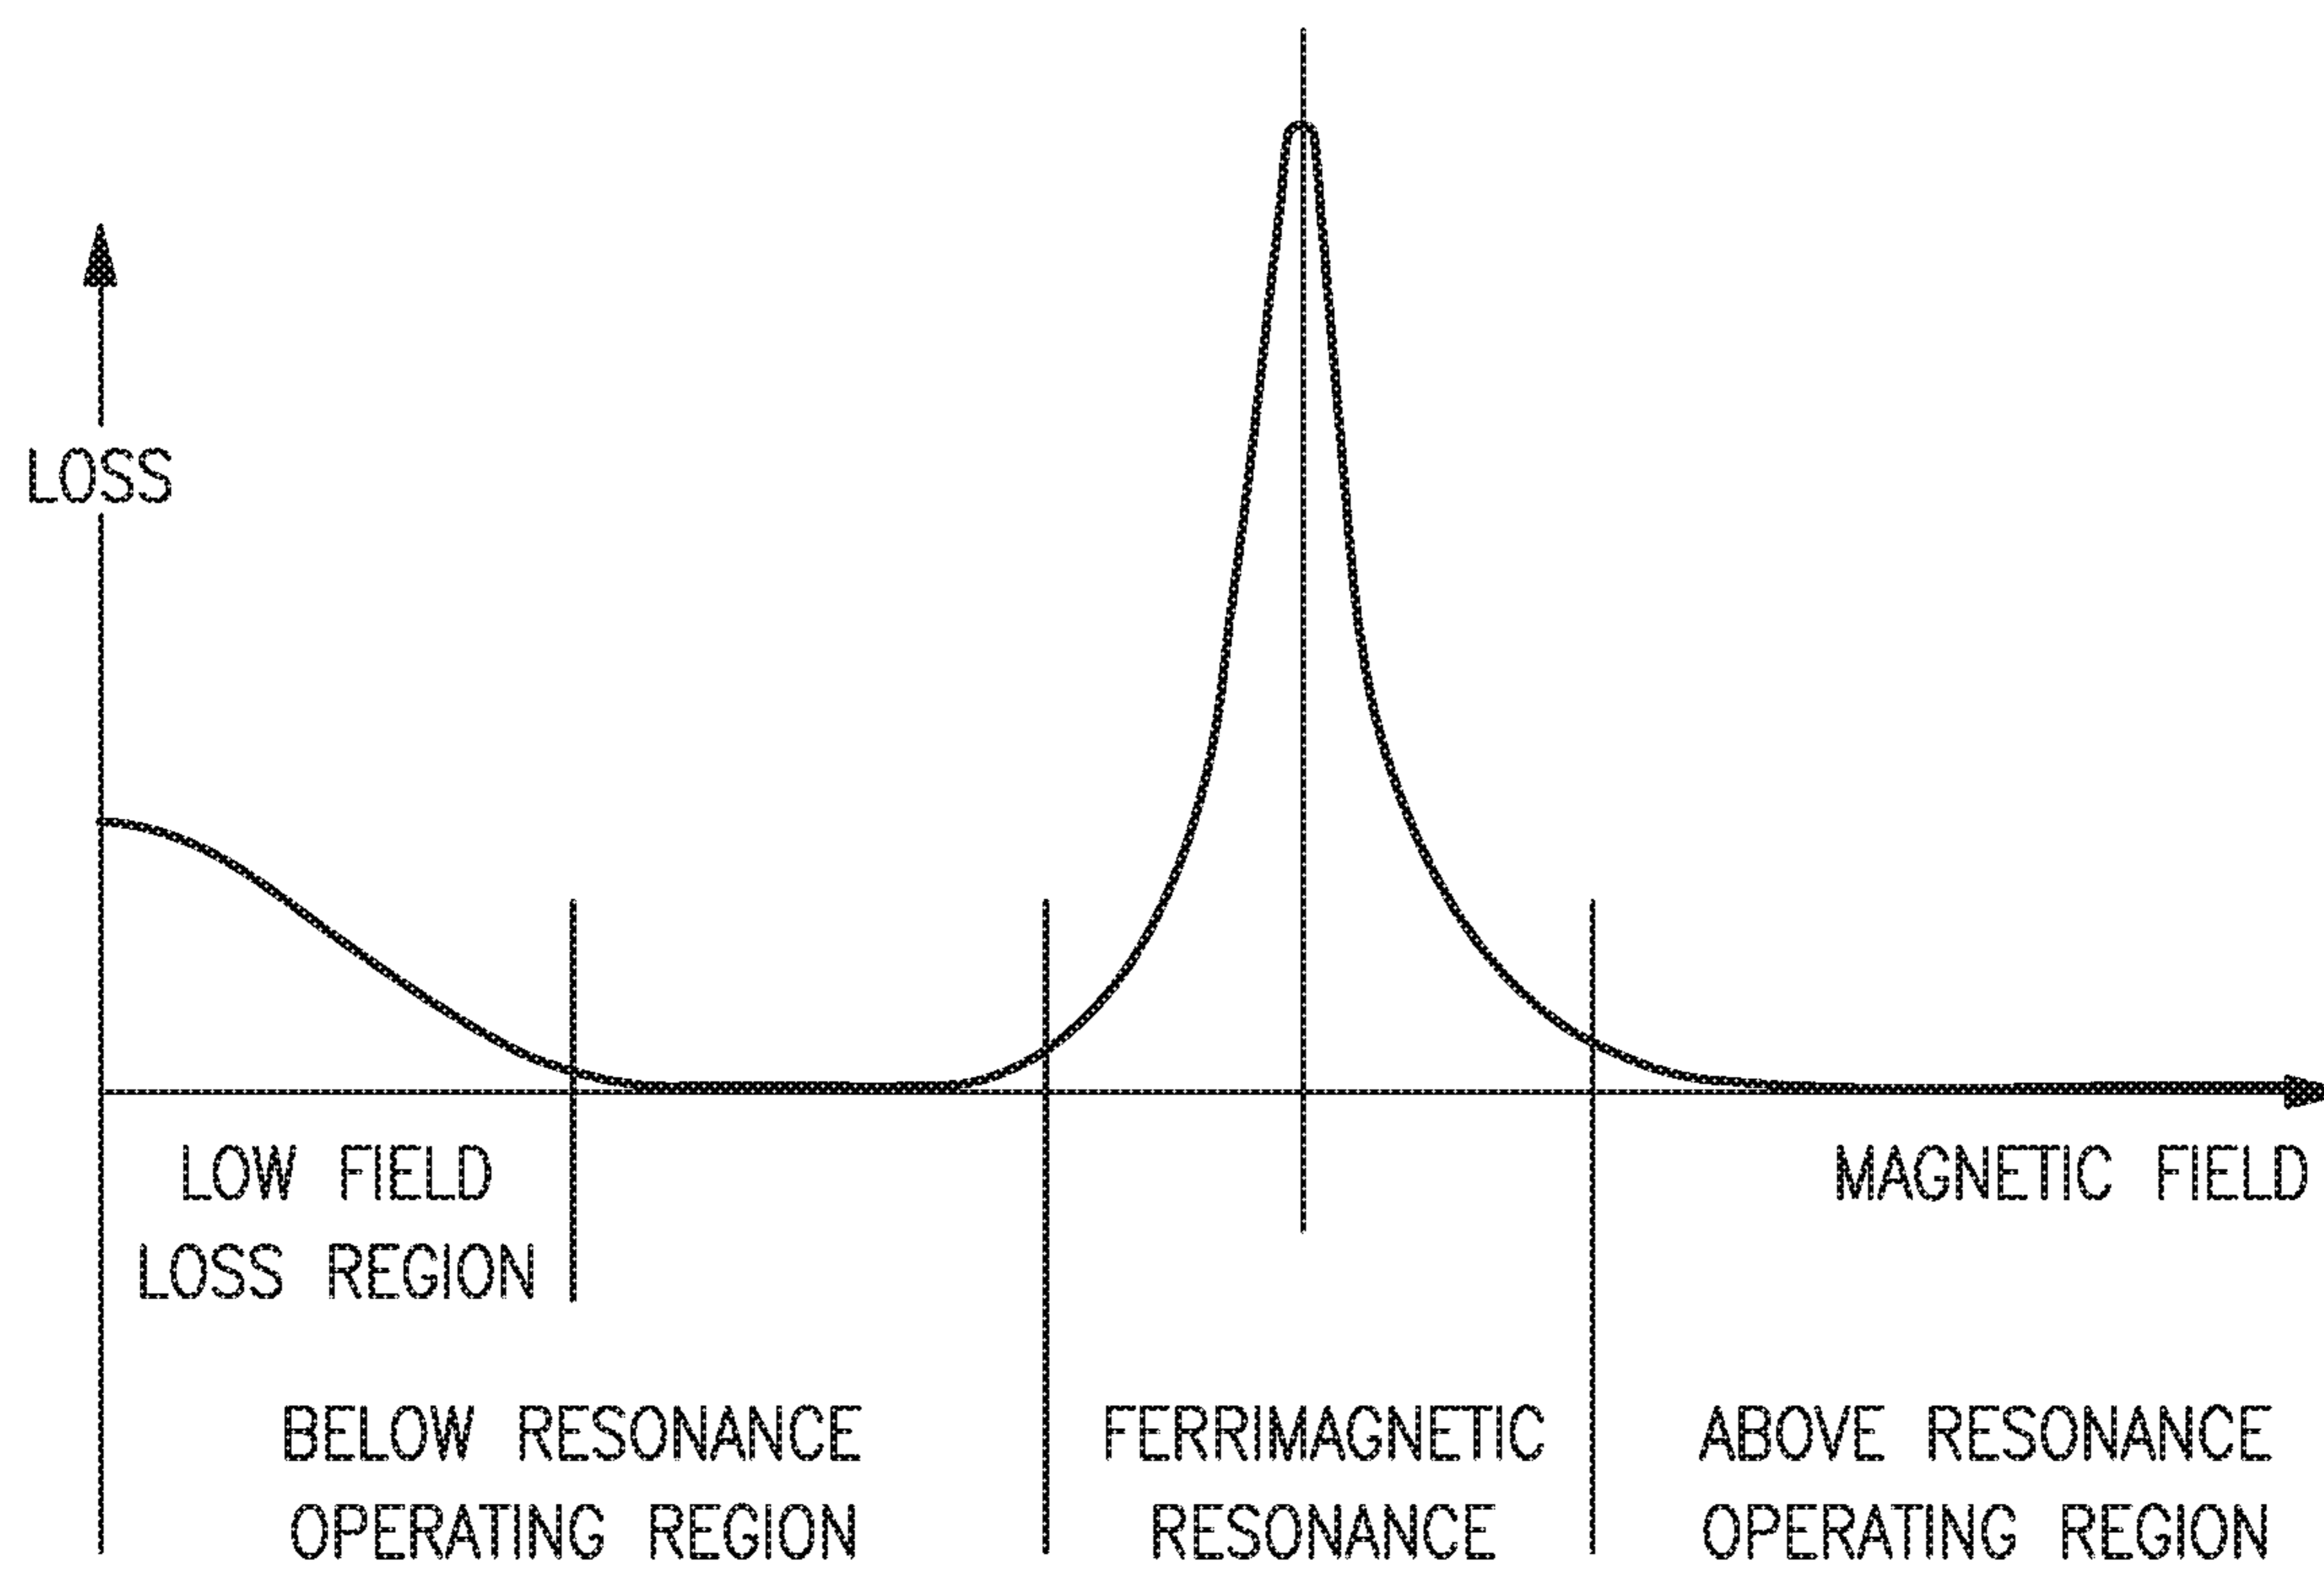 LOSS
LOW FIELD
LOSS REGION
MAGNETIC FIELD
BELOW RESONANCE
OPERATING REGION
FERRIMAGNETIC
RESONANCE
ABOVE RESONANCE
OPERATING REGION